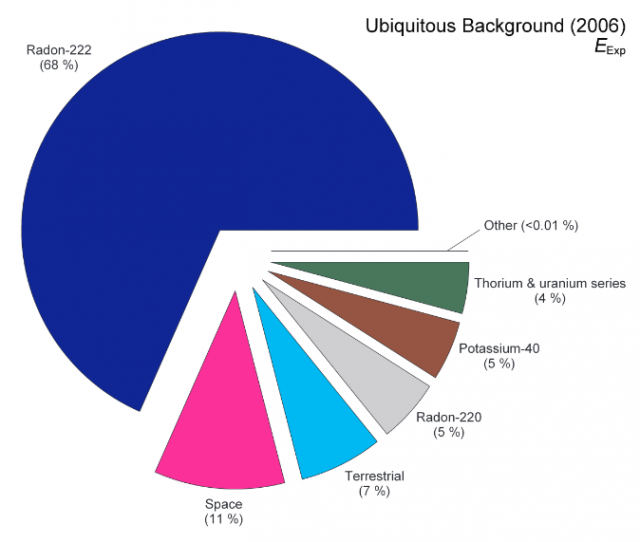 Ubiquitous Background (2006)
E Exp
Radon-222
(68 %)
Other (<0.01 %)
Thorium & uranium series
(4 %)
Potassium-40
(5 %)
Radon-220
(5 %)
Terrestrial
(7 %)
Space
(11 %)